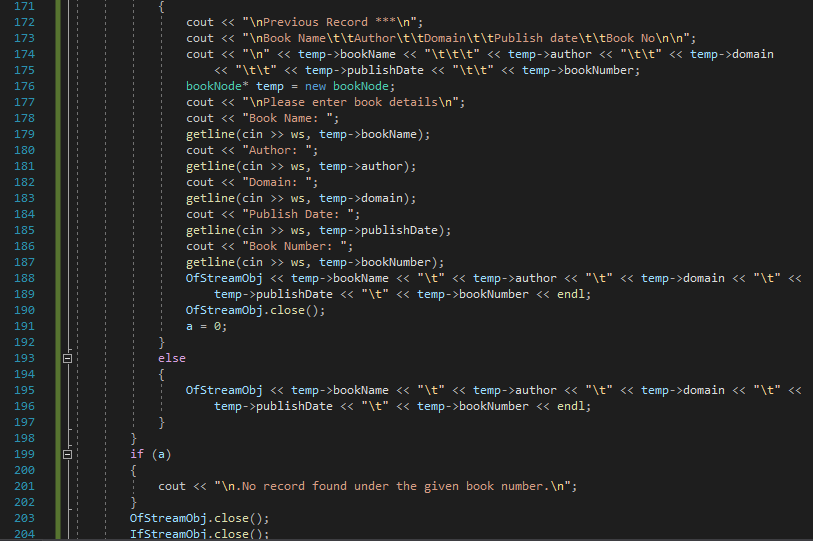 171 {
172 cout << "\nPrevious Record ***\n";
173 cout << "\nBook Name\t\tAuthor\t\tDomain\t\tPublish date\t\tBook No\n\n";
174 cout << "\n" << temp->bookName << "\t\t\t" << temp->author << "\t\t" << temp->domain
175 << "\t\t" << temp->publishDate << "\t\t" << temp->bookNumber;
176 bookNode* temp = new bookNode;
177 cout << "\nPlease enter book details\n";
178 cout << "Book Name: ";
179 getline(cin >> ws, temp->bookName);
180 cout << "Author: ";
181 getline(cin >> ws, temp->author);
182 cout << "Domain: ";
183 getline(cin >> ws, temp->domain);
184 cout << "Publish Date: ";
185 getline(cin >> ws, temp->publishDate);
186 cout << "Book Number: ";
187 getline(cin >> ws, temp->bookNumber);
188 OfStreamObj << temp->bookName << "\t" << temp->author << "\t" << temp->domain << "\t" <<
189 temp->publishDate << "\t" << temp->bookNumber << endl;
190 OfStreamObj.close();
191 a = 0;
192 }
193 else
194 {
195 OfStreamObj << temp->bookName << "\t" << temp->author << "\t" << temp->domain << "\t" <<
196 temp->publishDate << "\t" << temp->bookNumber << endl;
197 }
198 }
199 if (a)
200 {
201 cout << "\n.No record found under the given book number.\n";
202 }
203 OfStreamObj.close();
204 IfStreamObj.close();